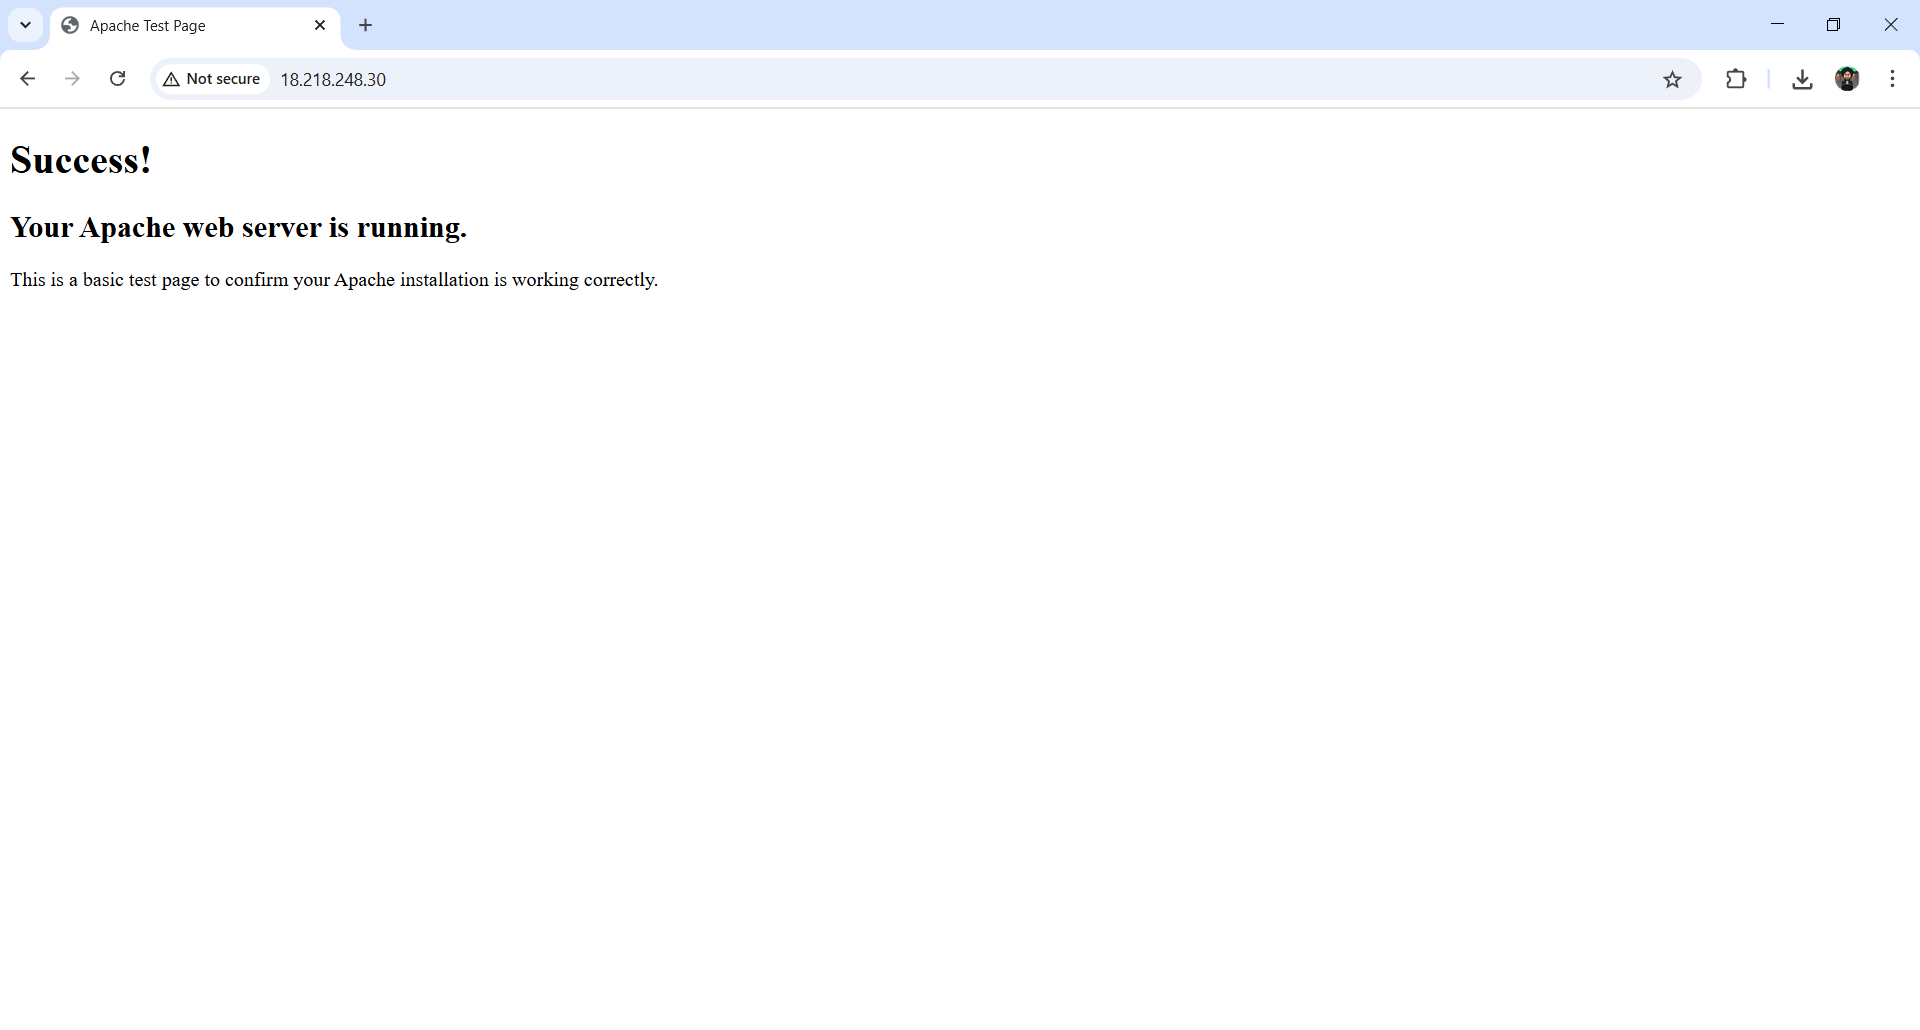 Apache Test Page
Not secure
18.218.248.30
Success!
Your Apache web server is running.
This is a basic test page to confirm your Apache installation is working correctly.